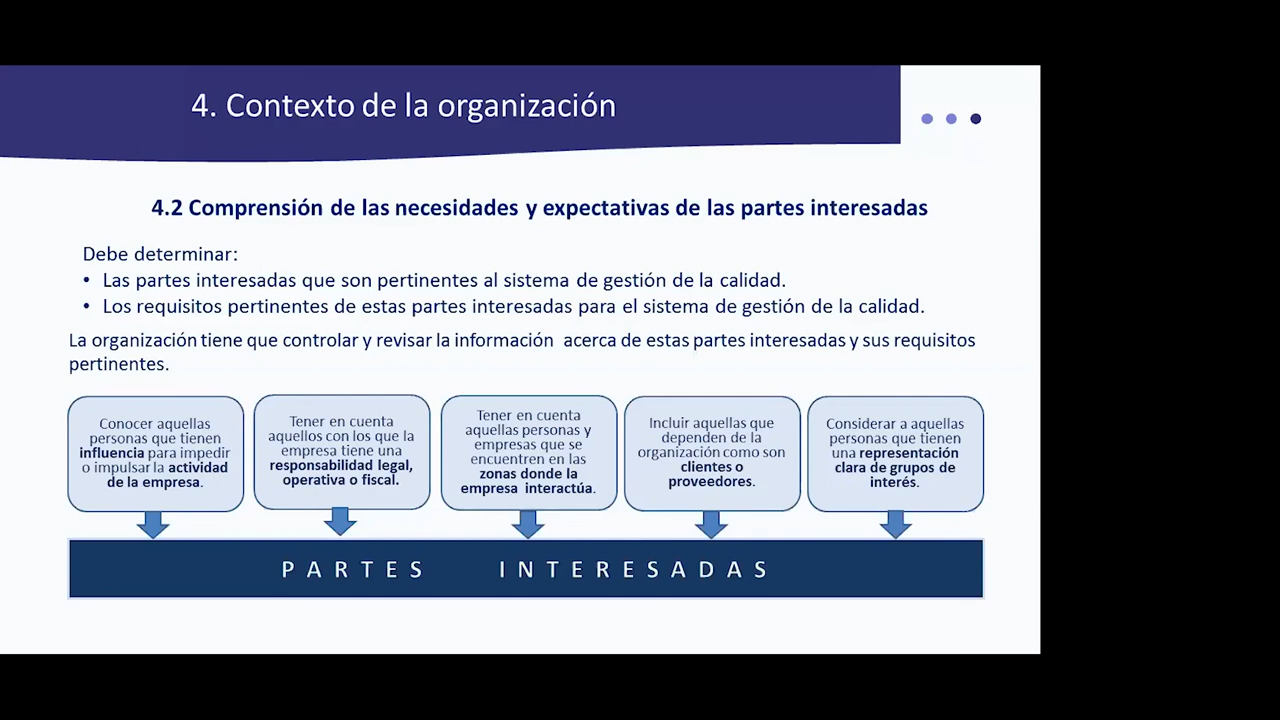 4. Contexto de la organización
4.2 Comprensión de las necesidades y expectativas de las partes interesadas
Debe determinar:
• Las partes interesadas que son pertinentes al sistema de gestión de la calidad.
• Los requisitos pertinentes de estas partes interesadas para el sistema de gestión de la calidad.
La organización tiene que controlar y revisar la información acerca de estas partes interesadas y sus requisitos
pertinentes.
Conocer aquellas
personas que tienen
influencia para impedir
o impulsar la actividad
de la empresa.
Tener en cuenta
aquellos con los que la
empresa tiene una
responsabilidad legal,
operativa o fiscal.
Tener en cuenta
aquellas personas y
empresas que se
encuentren en las
zonas donde la
empresa interactúa.
Incluir aquellas que
dependen de la
organización como son
clientes o
proveedores.
Considerar a aquellas
personas que tienen
una representación
clara de grupos de
interés.
PARTES INTERESADAS